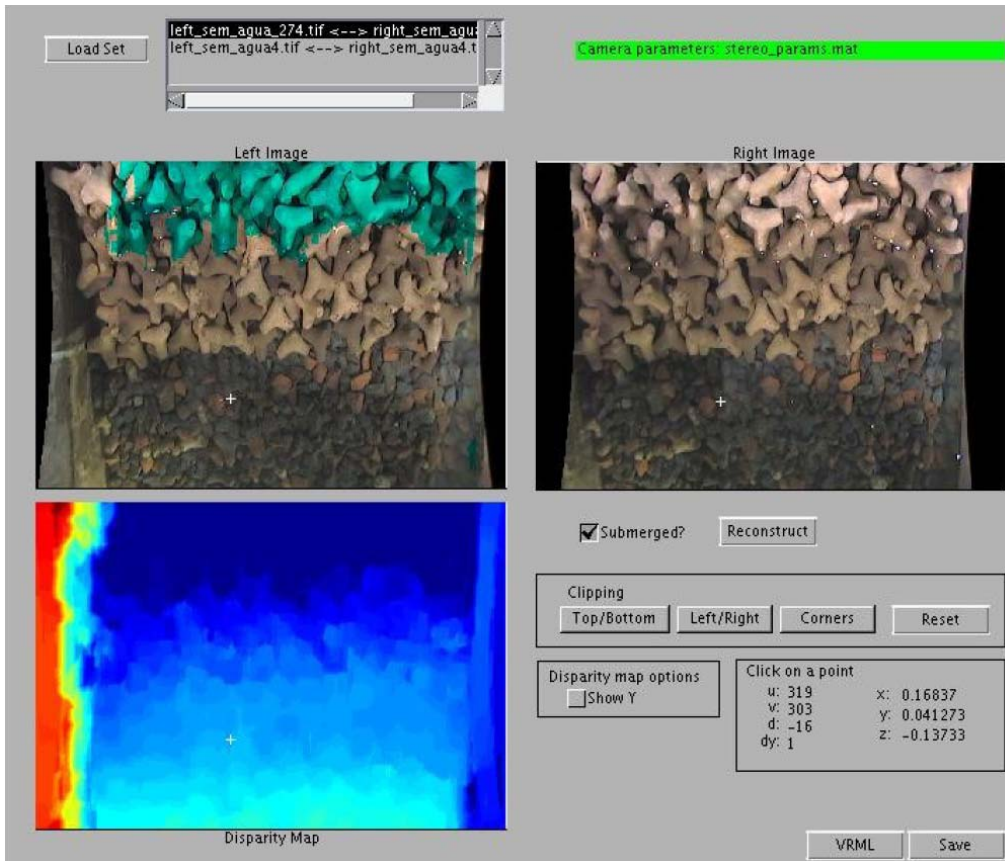 Load Set
left_sem_agua_274.tif <--> right_sem_agua
left_sem_agua4.tif <--> right_sem_agua4.t
Camera parameters: stereo_params.mat
Left Image
Right Image
Submerged?
Reconstruct
Clipping
Top/Bottom
Left/Right
Corners
Reset
Disparity map options
Show Y
Click on a point
u: 319
v: 303
d: -16
dy: 1
x: 0.16837
y: 0.041273
z: -0.13733
Disparity Map
VRML
Save